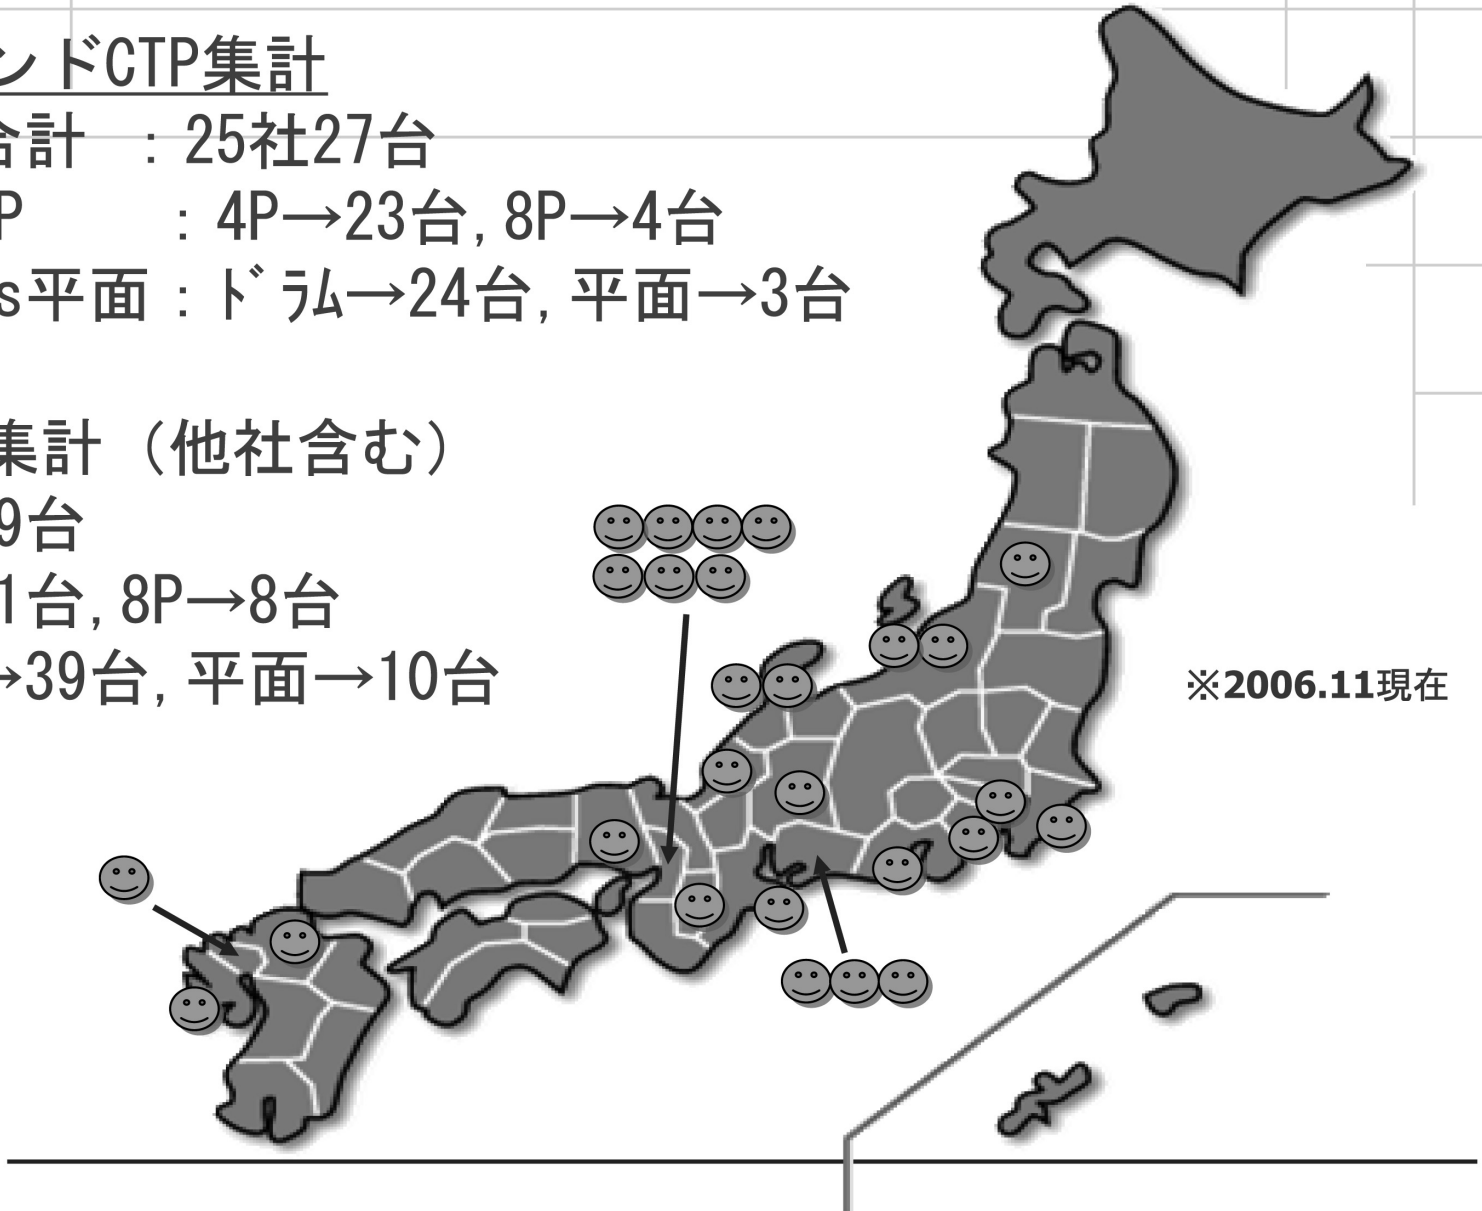 ンドCTP集計
合計 : 25社27台
P : 4P→23台, 8P→4台
s平面 : ﾄﾞﾗﾑ→24台, 平面→3台
集計（他社含む）
9台
1台, 8P→8台
→39台, 平面→10台
※2006.11現在